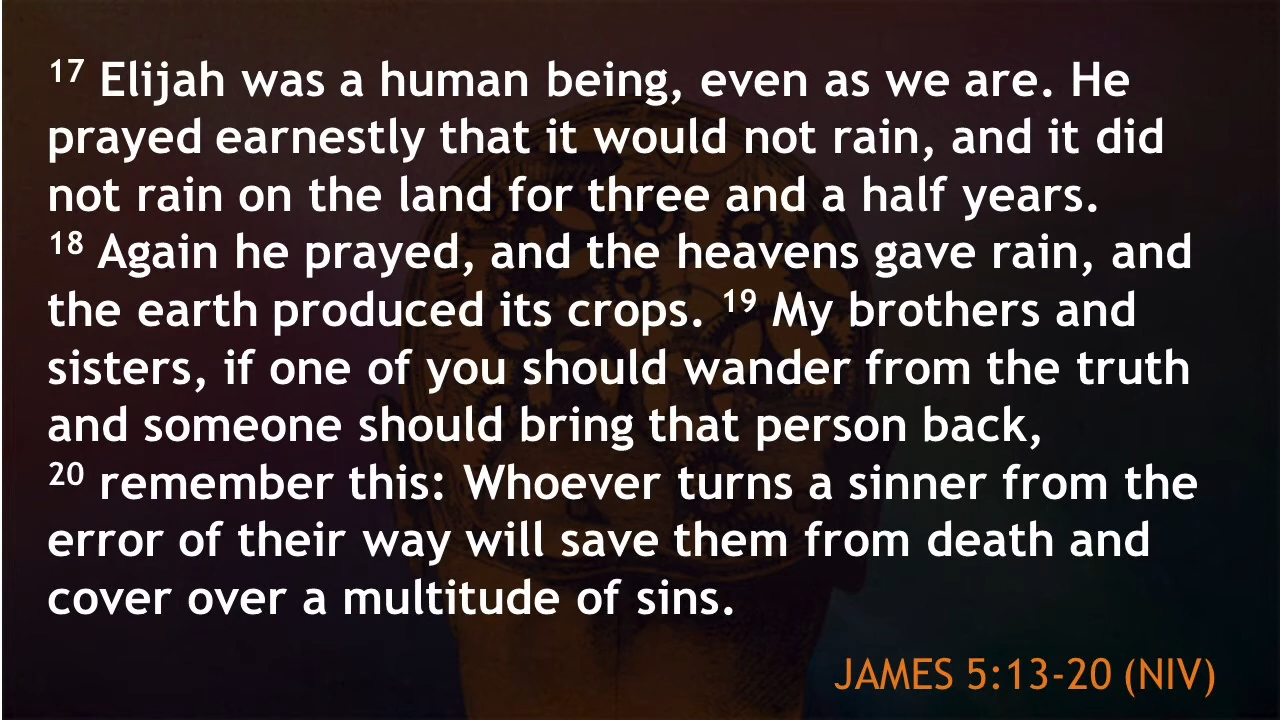 17 Elijah was a human being, even as we are. He
prayed earnestly that it would not rain, and it did
not rain on the land for three and a half years.
18 Again he prayed, and the heavens gave rain, and
the earth produced its crops. 19 My brothers and
sisters, if one of you should wander from the truth
and someone should bring that person back,
20 remember this: Whoever turns a sinner from the
error of their way will save them from death and
cover over a multitude of sins.
JAMES 5:13-20 (NIV)